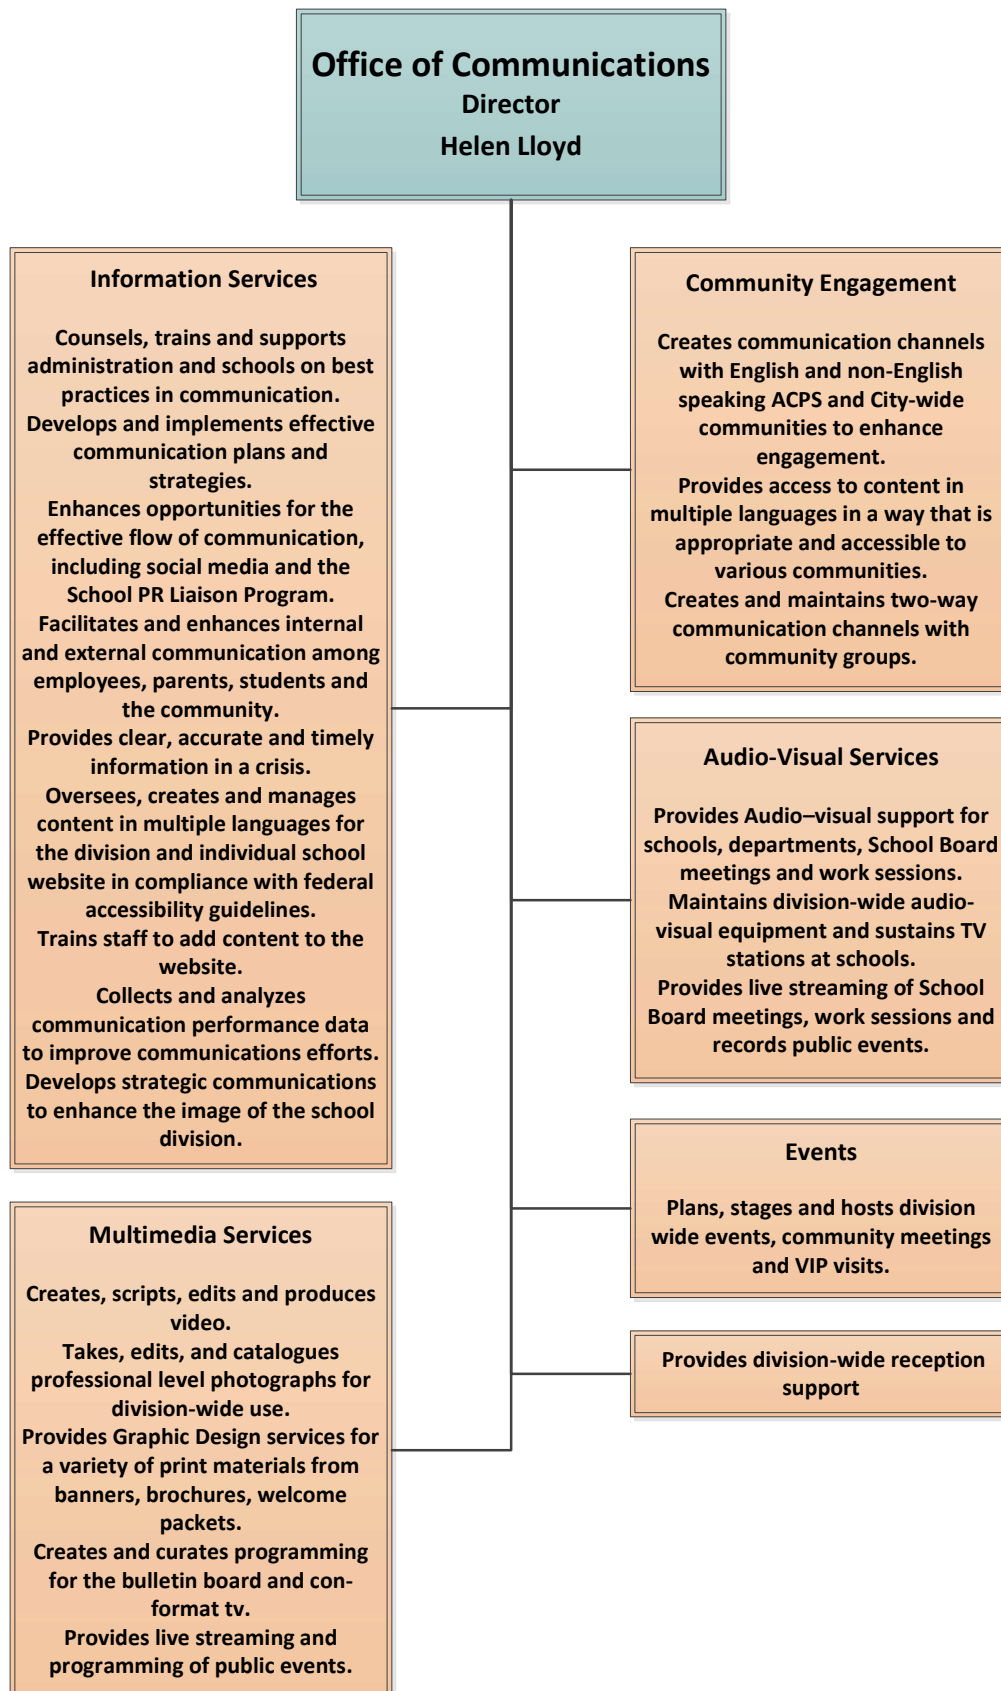 Office of Communications
Director
Helen Lloyd
Information Services
Counsels, trains and supports
administration and schools on best
practices in communication.
Develops and implements effective
communication plans and
strategies.
Enhances opportunities for the
effective flow of communication,
including social media and the
School PR Liaison Program.
Facilitates and enhances internal
and external communication among
employees, parents, students and
the community.
Provides clear, accurate and timely
information in a crisis.
Oversees, creates and manages
content in multiple languages for
the division and individual school
website in compliance with federal
accessibility guidelines.
Trains staff to add content to the
website.
Collects and analyzes
communication performance data
to improve communications efforts.
Develops strategic communications
to enhance the image of the school
division.
Multimedia Services
Creates, scripts, edits and produces
video.
Takes, edits, and catalogues
professional level photographs for
division-wide use.
Provides Graphic Design services for
a variety of print materials from
banners, brochures, welcome
packets.
Creates and curates programming
for the bulletin board and con-
format tv.
Provides live streaming and
programming of public events.
Community Engagement
Creates communication channels
with English and non-English
speaking ACPS and City-wide
communities to enhance
engagement.
Provides access to content in
multiple languages in a way that is
appropriate and accessible to
various communities.
Creates and maintains two-way
communication channels with
community groups.
Audio-Visual Services
Provides Audio–visual support for
schools, departments, School Board
meetings and work sessions.
Maintains division-wide audio-
visual equipment and sustains TV
stations at schools.
Provides live streaming of School
Board meetings, work sessions and
records public events.
Events
Plans, stages and hosts division
wide events, community meetings
and VIP visits.
Provides division-wide reception
support